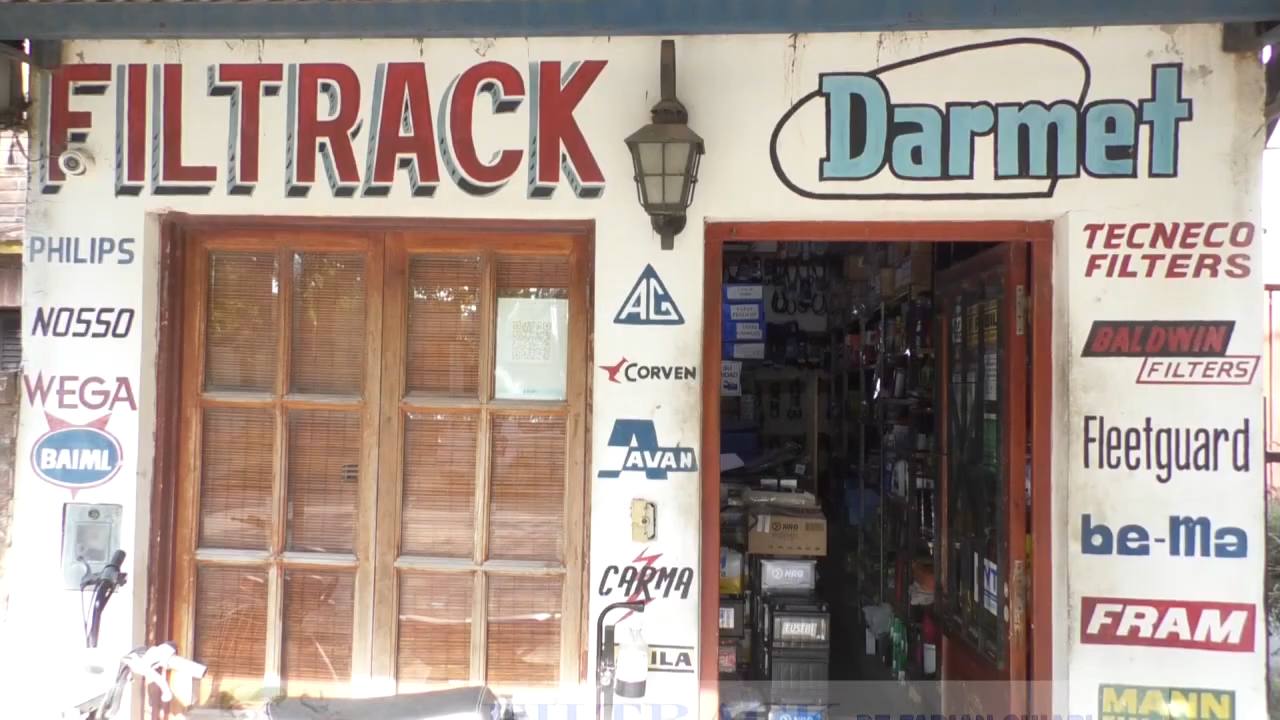 FILTRACK
Darmet
PHILIPS
NOSSO
WEGA
BAIML
AG
CORVEN
AVAN
CARMA
ILA
TECNECO
FILTERS
BALDWIN
FILTERS
Fleetguard
be-Ma
FRAM
MANN